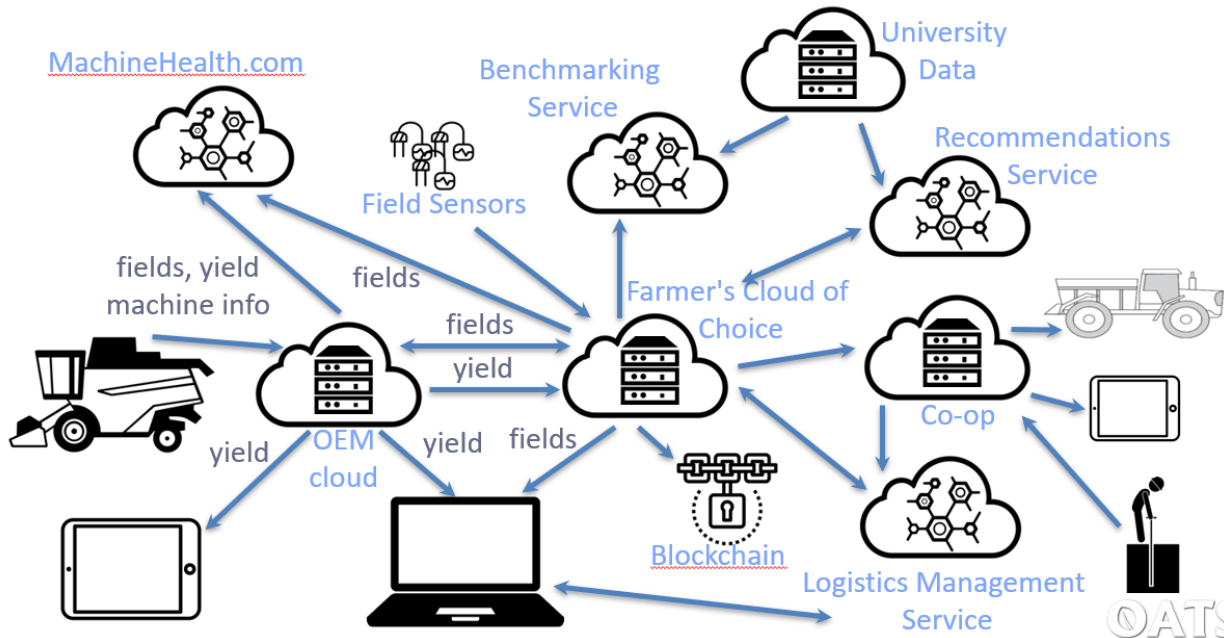 MachineHealth.com
University
Data
Benchmarking
Service
Recommendations
Service
Field Sensors
fields, yield
machine info
fields
Farmer's Cloud of
Choice
fields
yield
Co-op
yield
OEM
cloud
yield
fields
Blockchain
Logistics Management
Service
OATS